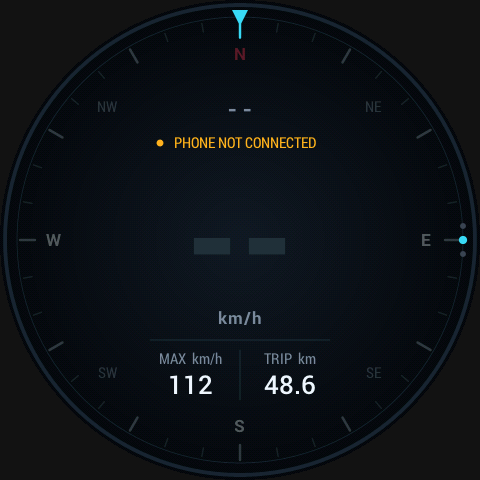 N
NW
NE
--
PHONE NOT CONNECTED
W
E
--
km/h
MAX km/h
TRIP km
112
48.6
SW
SE
S